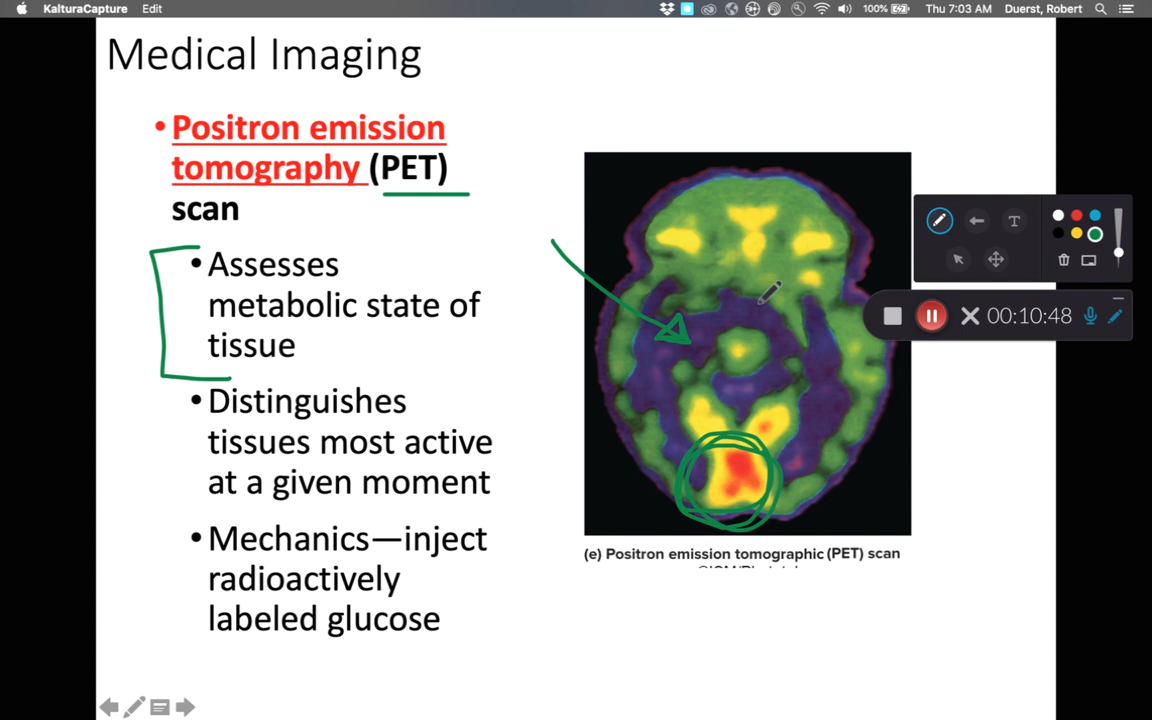 KalturaCapture Edit
100% Thu 7:03 AM Duerst, Robert
Medical Imaging
• Positron emission
tomography (PET)
scan
• Assesses
metabolic state of
tissue
• Distinguishes
tissues most active
at a given moment
• Mechanics—inject
radioactively
labeled glucose
T
00:10:48
(e) Positron emission tomographic (PET) scan